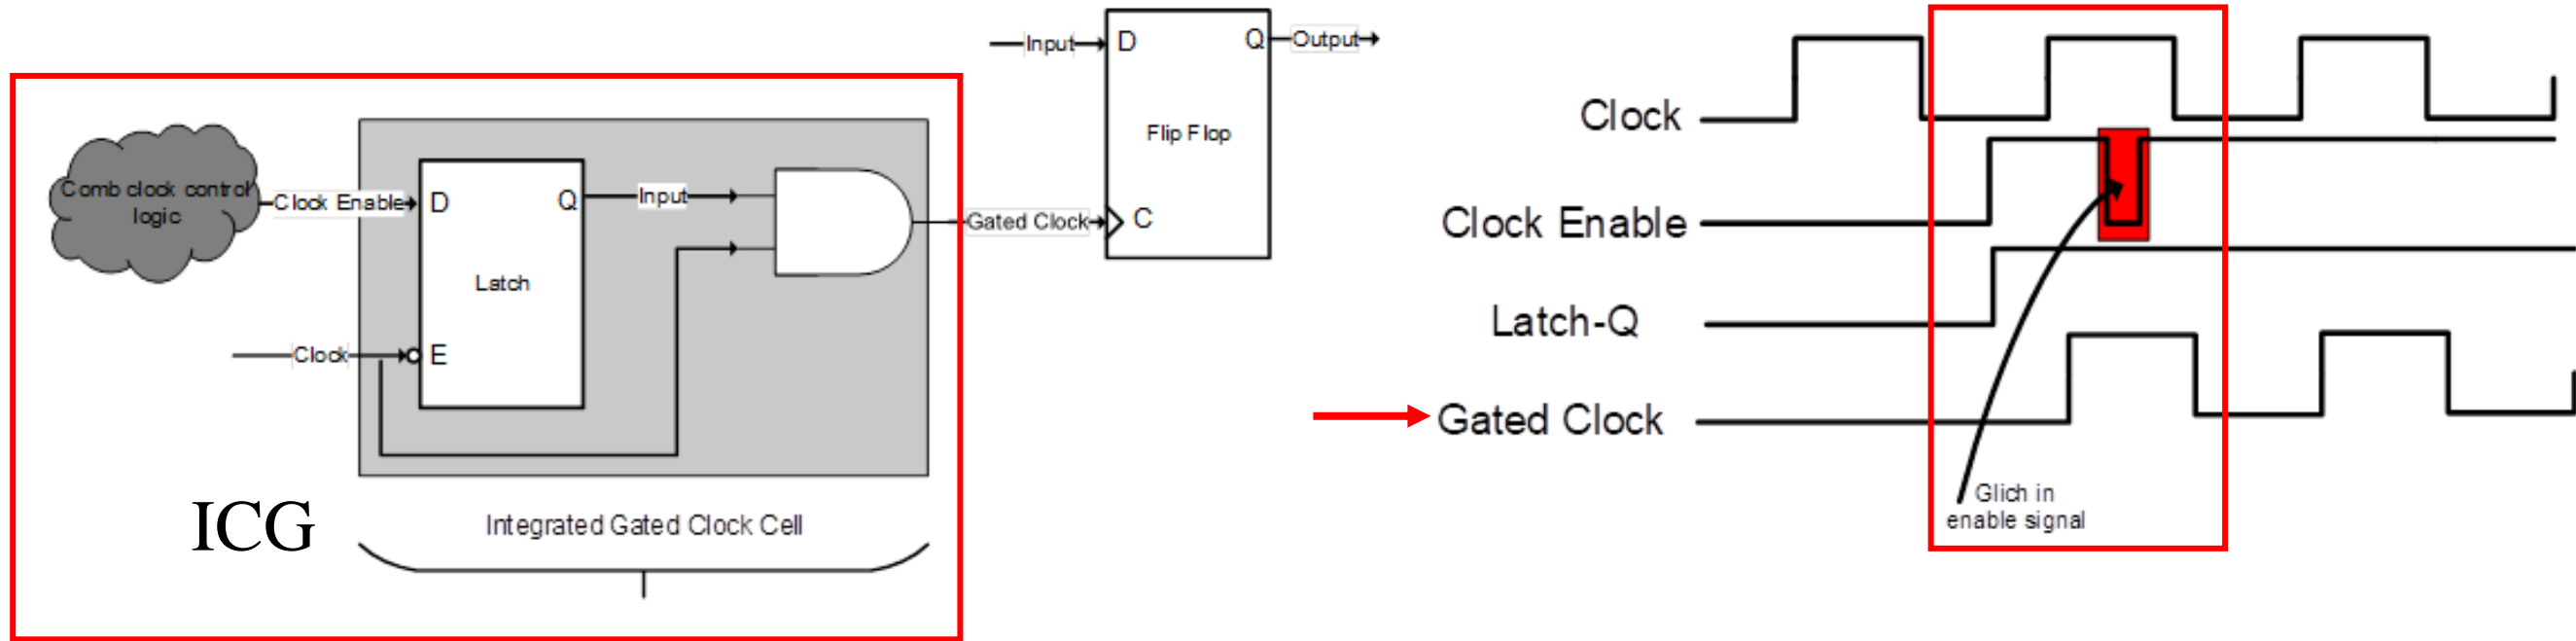 Comb clock control
logic
Clock Enable
D
Q
Input
Latch
Clock
E
ICG
Integrated Gated Clock Cell
Gated Clock
Input
D
Q
Output
Flip Flop
C
Clock
Clock Enable
Latch-Q
Gated Clock
Glich in
enable signal